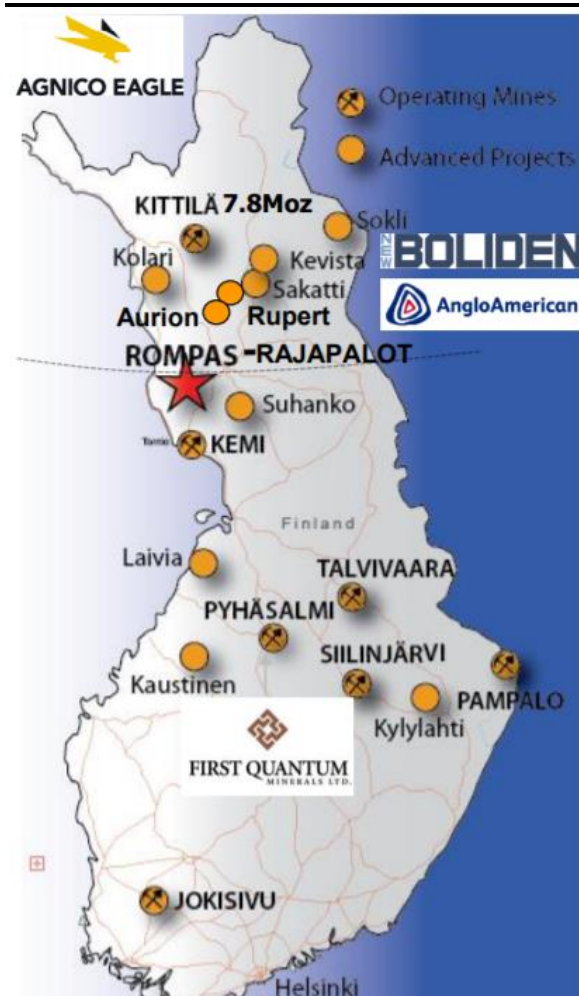 AGNICO EAGLE
Operating Mines
Advanced Projects
KITTILÄ 7.8Moz
Sokli
Kolari
Kevista
NEW BOLIDEN
Sakatti
Aurion
Rupert
AngloAmerican
ROMPAS -RAJAPALOT
Suhanko
Tornio
KEMI
Finland
Laivia
TALVIVAARA
PYHÄSALMI
SIILINJÄRVI
Kaustinen
PAMPALO
Kylylahti
FIRST QUANTUM
MINERALS LTD.
JOKISIVU
Helsinki